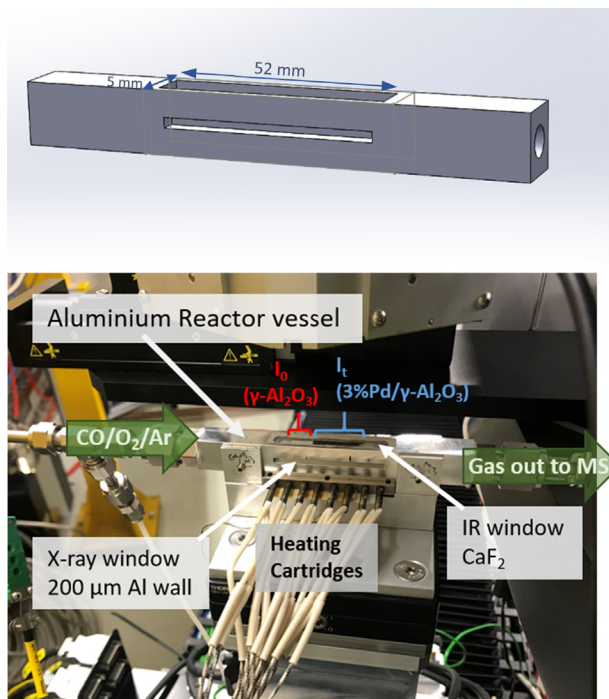 52 mm
5 mm
Aluminium Reactor vessel
I₀
(γ-Al₂O₃)
Iₜ
(3%Pd/γ-Al₂O₃)
CO/O₂/Ar
Gas out to MS
X-ray window
200 μm Al wall
Heating
Cartridges
IR window
CaF₂